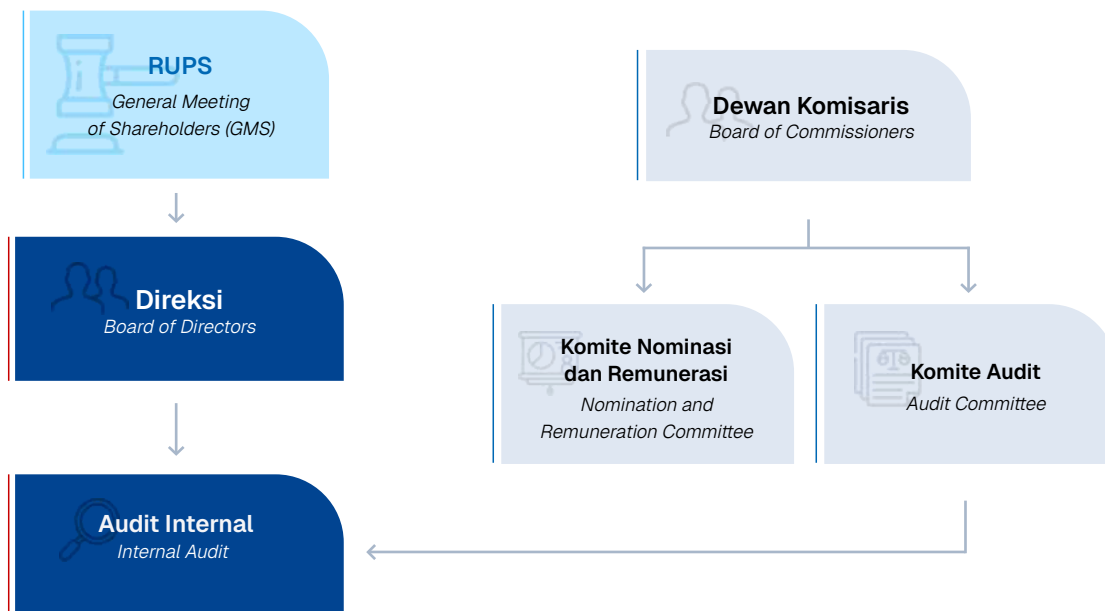 RUPS
General Meeting
of Shareholders (GMS)
Dewan Komisaris
Board of Commissioners
Direksi
Board of Directors
Komite Nominasi
dan Remunerasi
Nomination and
Remuneration Committee
Komite Audit
Audit Committee
Audit Internal
Internal Audit